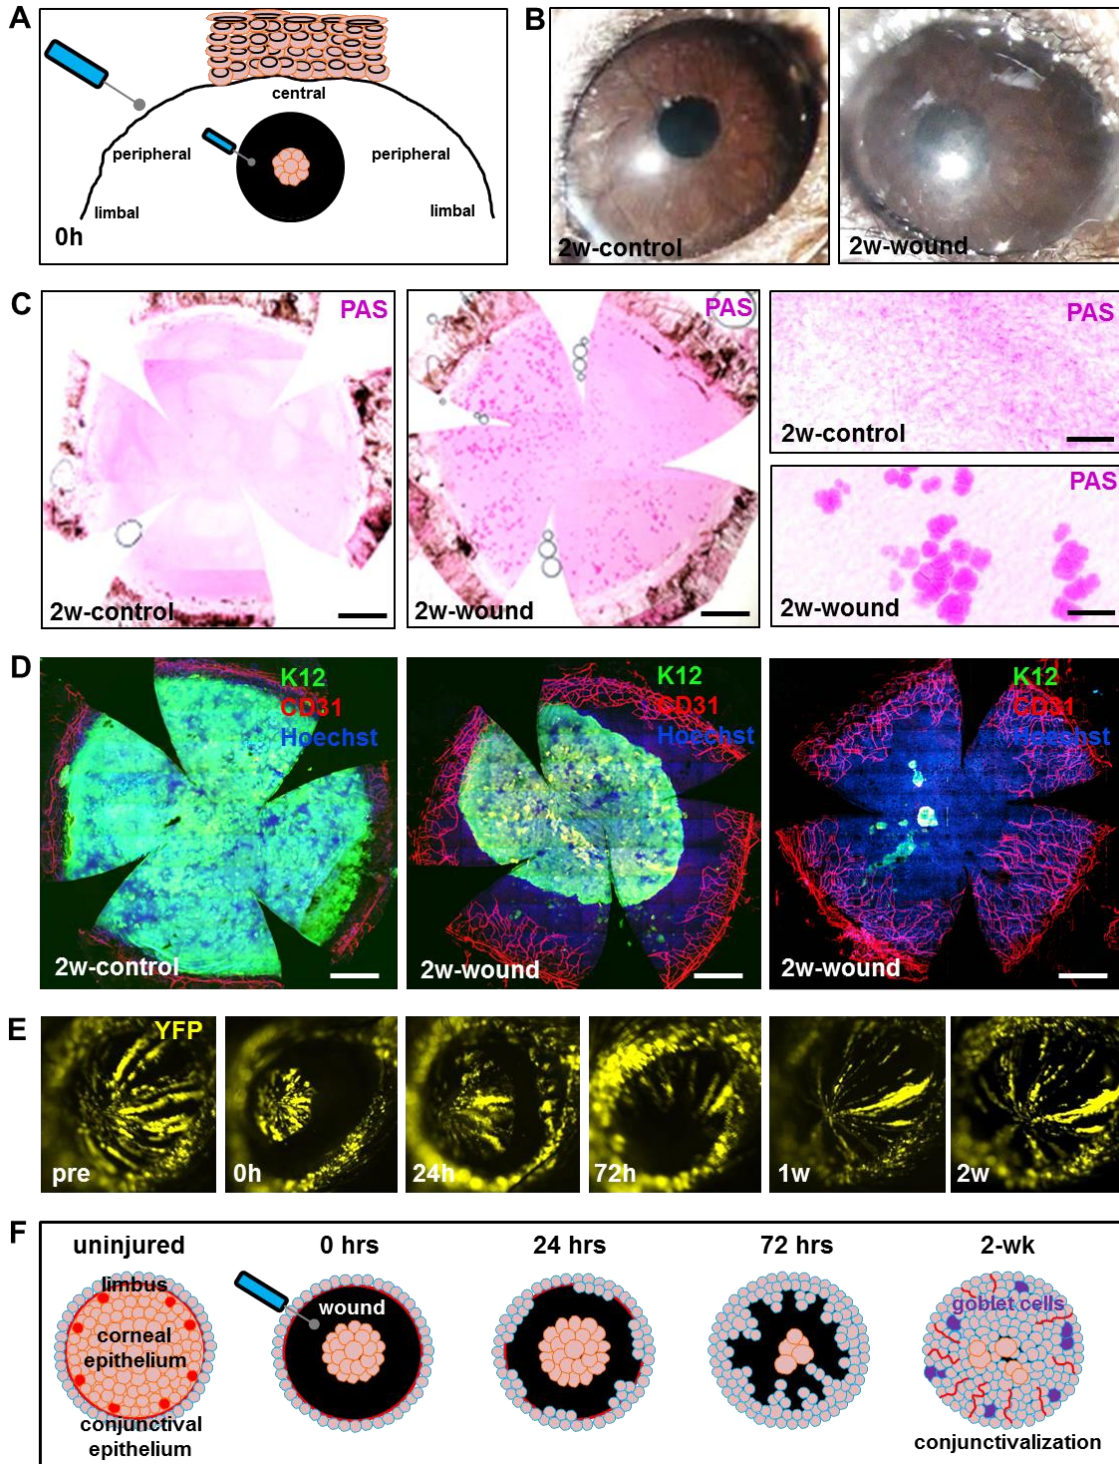 A
central
peripheral
peripheral
limbal
limbal
0h
B
2w-control
2w-wound
C
PAS
2w-control
PAS
2w-wound
PAS
2w-control
PAS
2w-wound
D
K12
CD31
Hoechst
2w-control
K12
CD31
Hoechst
2w-wound
K12
CD31
Hoechst
2w-wound
E
YFP
pre
0h
24h
72h
1w
2w
F
uninjured
limbus
corneal
epithelium
conjunctival
epithelium
0 hrs
wound
24 hrs
72 hrs
2-wk
goblet cells
conjunctivalization